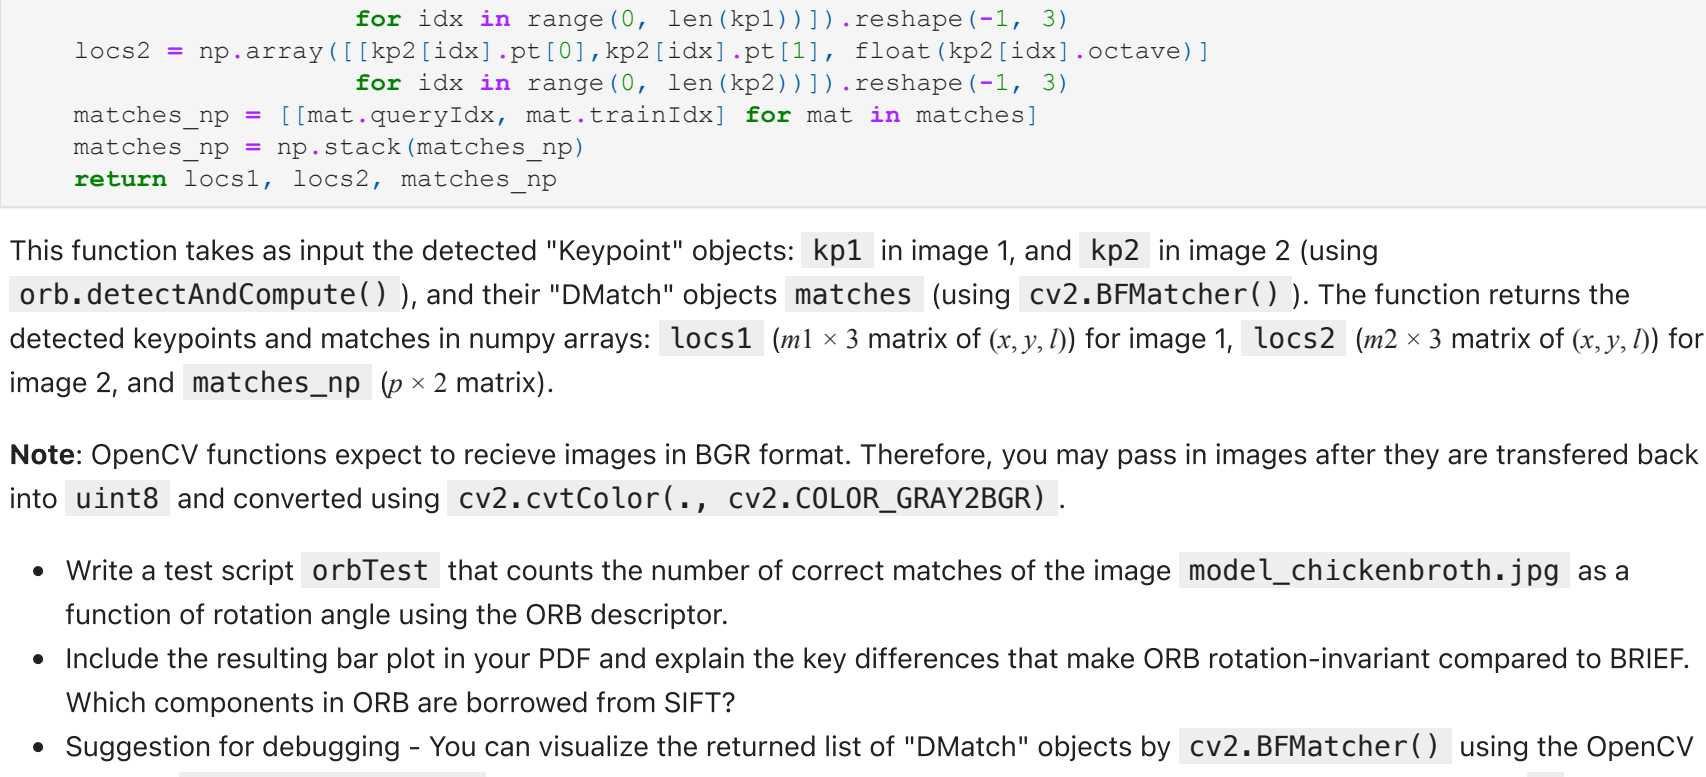 for idx in range(0, len(kp1))]).reshape(-1, 3)
locs2 = np.array([[kp2[idx].pt[0],kp2[idx].pt[1], float(kp2[idx].octave)]
for idx in range(0, len(kp2))]).reshape(-1, 3)
matches_np = [[mat.queryIdx, mat.trainIdx] for mat in matches]
matches_np = np.stack(matches_np)
return locs1, locs2, matches_np
This function takes as input the detected "Keypoint" objects: kp1 in image 1, and kp2 in image 2 (using
orb.detectAndCompute() ), and their "DMatch" objects matches (using cv2.BFMatcher() ). The function returns the
detected keypoints and matches in numpy arrays: locs1 (m1 × 3 matrix of (x, y, l)) for image 1, locs2 (m2 × 3 matrix of (x, y, l)) for
image 2, and matches_np (p × 2 matrix).
Note: OpenCV functions expect to recieve images in BGR format. Therefore, you may pass in images after they are transfered back
into uint8 and converted using cv2.cvtColor(., cv2.COLOR_GRAY2BGR) .
• Write a test script orbTest that counts the number of correct matches of the image model_chickenbroth.jpg as a
function of rotation angle using the ORB descriptor.
• Include the resulting bar plot in your PDF and explain the key differences that make ORB rotation-invariant compared to BRIEF.
Which components in ORB are borrowed from SIFT?
• Suggestion for debugging - You can visualize the returned list of "DMatch" objects by cv2.BFMatcher() using the OpenCV